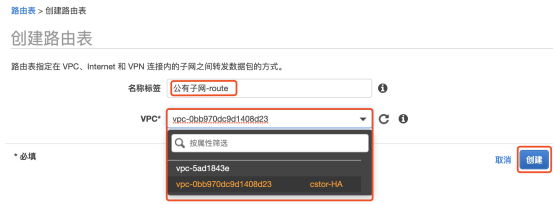 路由表 > 创建路由表
创建路由表
路由表指定在 VPC、Internet 和 VPN 连接内的子网之间转发数据包的方式。
名称标签 公有子网-route
VPC* vpc-0bb970dc9d1408d23
按属性筛选
vpc-5ad1843e
vpc-0bb970dc9d1408d23 cstor-HA
* 必填 取消 创建